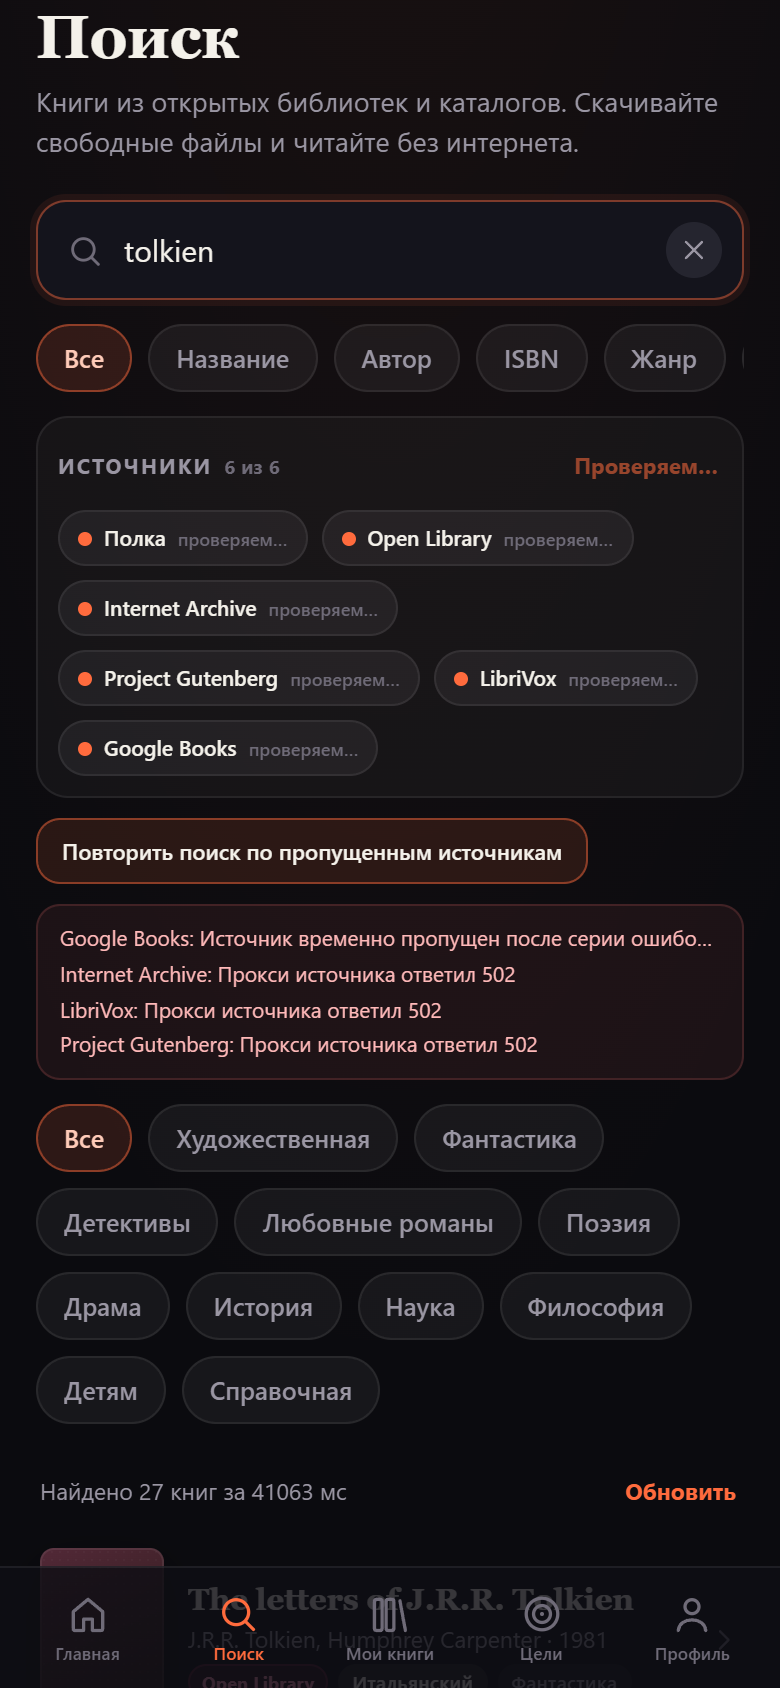 Поиск
Книги из открытых библиотек и каталогов. Скачивайте
свободные файлы и читайте без интернета.
tolkien
Все Название Автор ISBN Жанр
ИСТОЧНИКИ 6 из 6 Проверяем...
Полка проверяем... Open Library проверяем...
Internet Archive проверяем...
Project Gutenberg проверяем... LibriVox проверяем...
Google Books проверяем...
Повторить поиск по пропущенным источникам
Google Books: Источник временно пропущен после серии ошибо...
Internet Archive: Прокси источника ответил 502
LibriVox: Прокси источника ответил 502
Project Gutenberg: Прокси источника ответил 502
Все Художественная Фантастика
Детективы Любовные романы Поэзия
Драма История Наука Философия
Детям Справочная
Найдено 27 книг за 41063 мс Обновить
The letters of J.R.R. Tolkien
J.R.R. Tolkien, Humphrey Carpenter · 1981
Главная Поиск Мои книги Цели Профиль
Open Library Итальянский Фантастика